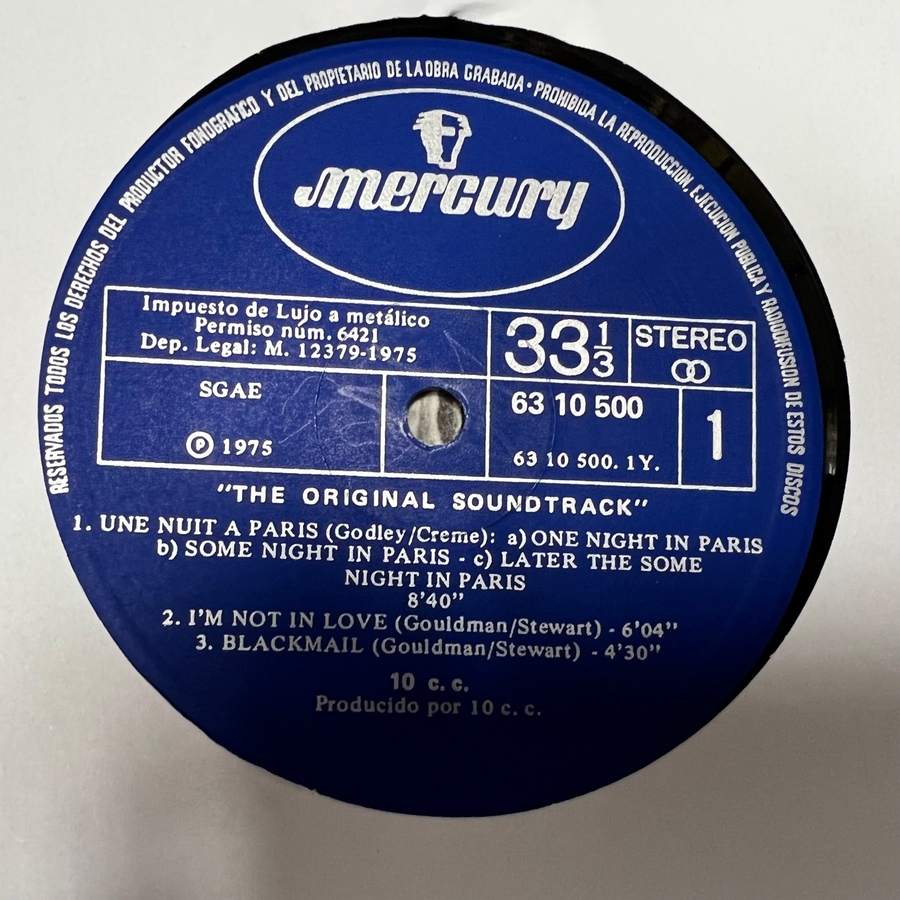 RESERVADOS TODOS LOS DERECHOS DEL PRODUCTOR FONOGRAFICO Y DEL PROPIETARIO DE LA OBRA GRABADA · PROHIBIDA LA REPRODUCCION, EJECUCION PUBLICA Y RADIODIFUSION DE ESTOS DISCOS
mercury
Impuesto de Lujo a metálico
Permiso núm. 6421
Dep. Legal: M. 12379-1975
33 1/3
STEREO
SGAE
℗ 1975
63 10 500
63 10 500. 1Y.
1
"THE ORIGINAL SOUNDTRACK"
1. UNE NUIT A PARIS (Godley/Creme): a) ONE NIGHT IN PARIS
b) SOME NIGHT IN PARIS - c) LATER THE SOME
NIGHT IN PARIS
8'40"
2. I'M NOT IN LOVE (Gouldman/Stewart) - 6'04"
3. BLACKMAIL (Gouldman/Stewart) - 4'30"
10 c. c.
Producido por 10 c. c.